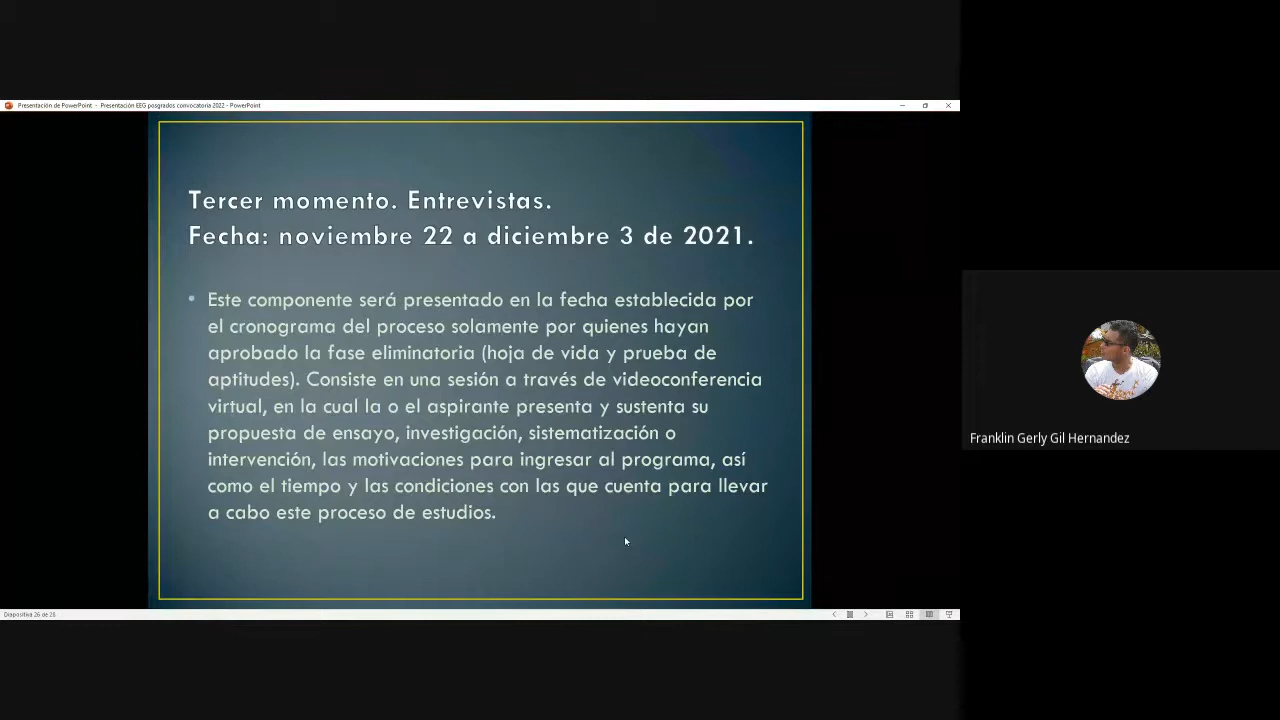 Presentación de PowerPoint - Presentación EEG posgrados convocatoria 2022 - PowerPoint
Tercer momento. Entrevistas.
Fecha: noviembre 22 a diciembre 3 de 2021.
• Este componente será presentado en la fecha establecida por
el cronograma del proceso solamente por quienes hayan
aprobado la fase eliminatoria (hoja de vida y prueba de
aptitudes). Consiste en una sesión a través de videoconferencia
virtual, en la cual la o el aspirante presenta y sustenta su
propuesta de ensayo, investigación, sistematización o
intervención, las motivaciones para ingresar al programa, así
como el tiempo y las condiciones con las que cuenta para llevar
a cabo este proceso de estudios.
Franklin Gerly Gil Hernandez
Diapositiva 26 de 28